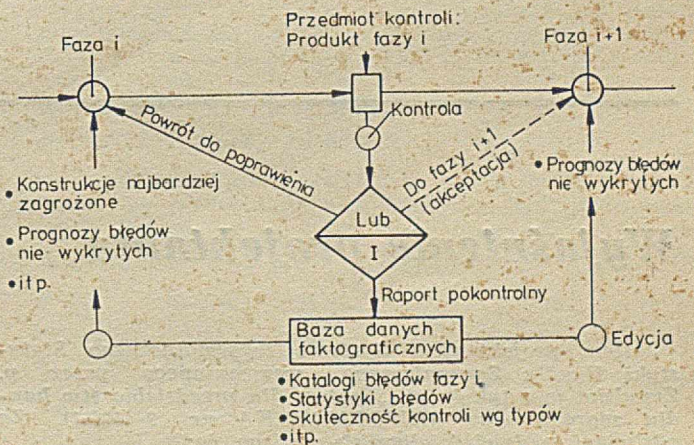 Przedmiot kontroli:
Produkt fazy i
Faza i
Faza i+1
Kontrola
Powrót do poprawienia
Do fazy i+1
(akceptacja)
• Konstrukcje najbardziej
zagrożone
• Prognozy błędów
nie wykrytych
• itp.
• Prognozy błędów
nie wykrytych
Lub
I
Raport pokontrolny
Baza danych
faktograficznych
Edycja
• Katalogi błędów fazy i
• Statystyki błędów
• Skuteczność kontroli wg typów
• itp.